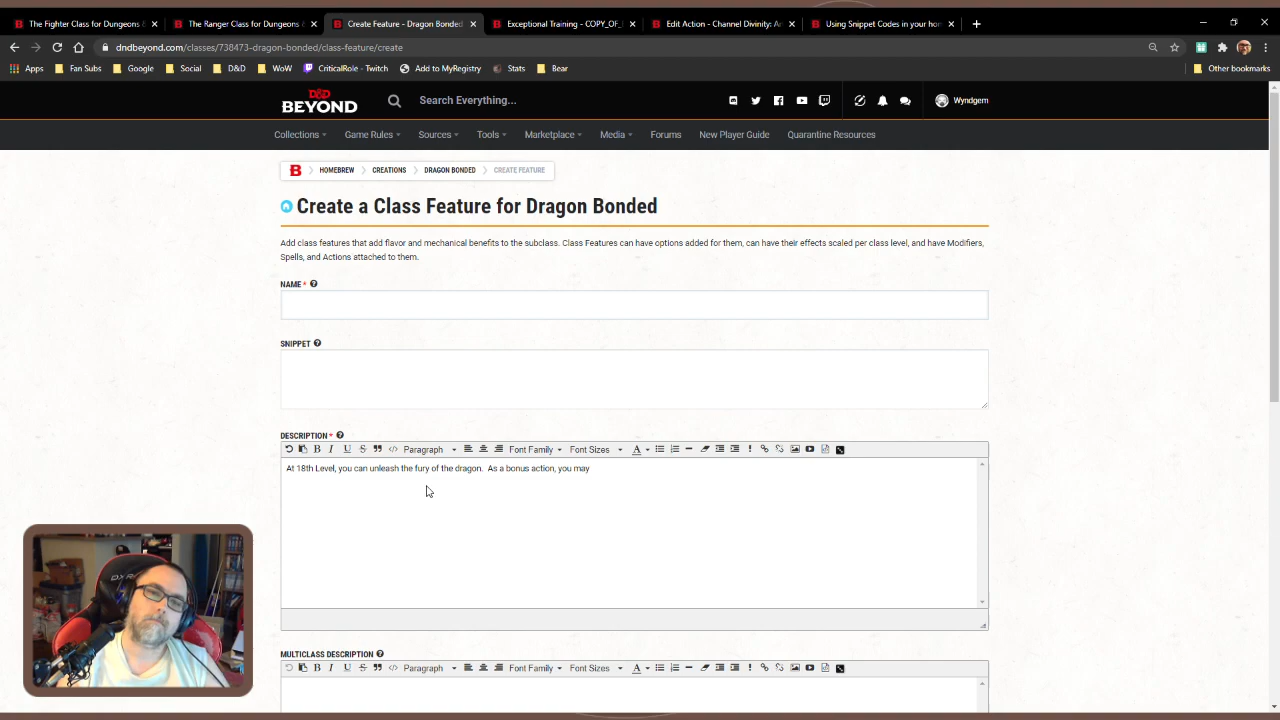 The Fighter Class for Dungeons &
The Ranger Class for Dungeons &
Create Feature - Dragon Bonded
Exceptional Training - COPY_OF_
Edit Action - Channel Divinity: A
Using Snippet Codes in your ho
dndbeyond.com/classes/738473-dragon-bonded/class-feature/create
Apps
Fan Subs
Google
Social
D&D
WoW
CriticalRole - Twitch
Add to MyRegistry
Stats
Bear
Other bookmarks
D&D
BEYOND
Search Everything...
Wyndgem
Collections
Game Rules
Sources
Tools
Marketplace
Media
Forums
New Player Guide
Quarantine Resources
B
HOMEBREW
CREATIONS
DRAGON BONDED
CREATE FEATURE
Create a Class Feature for Dragon Bonded
Add class features that add flavor and mechanical benefits to the subclass. Class Features can have options added for them, can have their effects scaled per class level, and have Modifiers,
Spells, and Actions attached to them.
NAME *
SNIPPET
DESCRIPTION *
B I U S Paragraph Font Family Font Sizes A
At 18th Level, you can unleash the fury of the dragon. As a bonus action, you may
MULTICLASS DESCRIPTION
B I U S Paragraph Font Family Font Sizes A